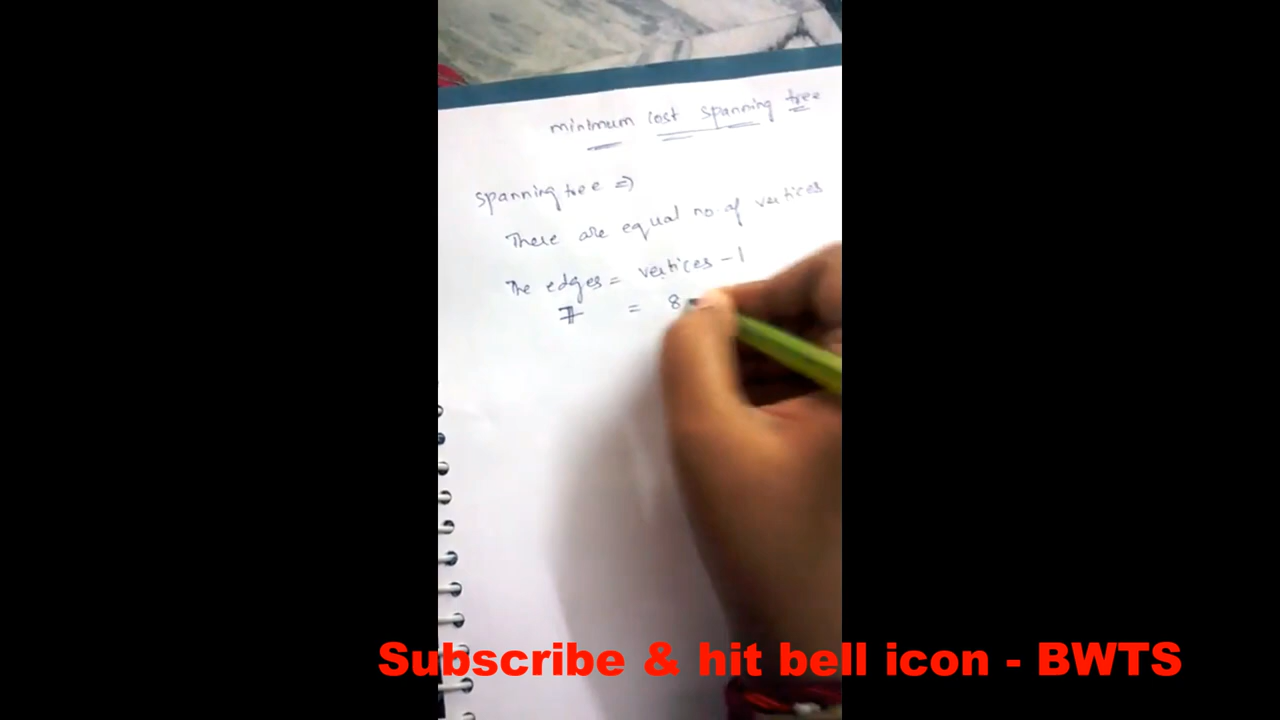 minimum cost spanning tree
Spanning tree =>
There are equal no. of vertices
The edges = vertices - 1
7 = 8
Subscribe & hit bell icon - BWTS